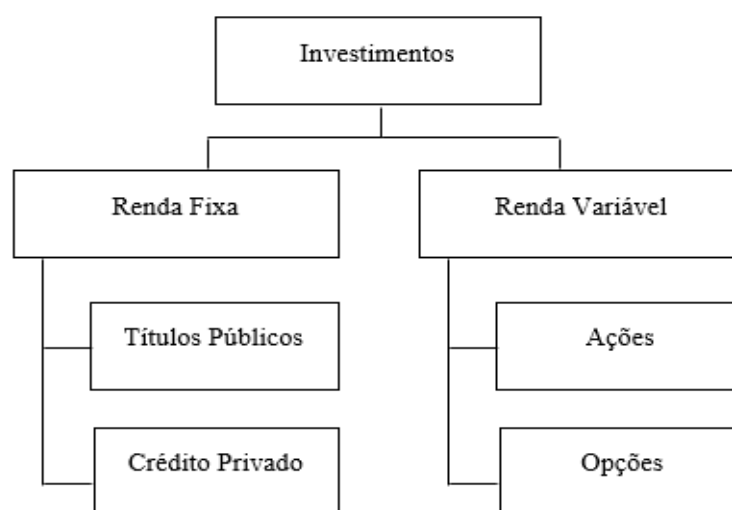 Investimentos
Renda Fixa
Renda Variável
Títulos Públicos
Ações
Crédito Privado
Opções